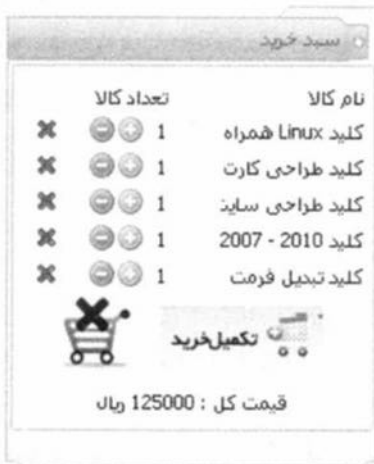 سبد خرید
نام کالا تعداد کالا
کلید Linux همراه 1
کلید طراحی کارت 1
کلید طراحی سایت 1
کلید 2010 - 2007 1
کلید تبدیل فرمت 1
تکمیل خرید
قیمت کل : 125000 ریال